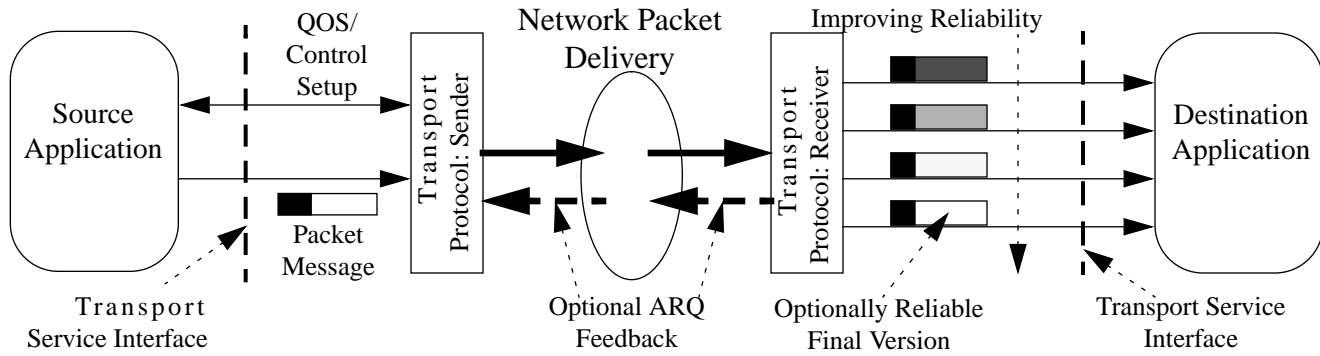 QOS/
Control
Setup
Network Packet
Delivery
Improving Reliability
Source
Application
Transport
Protocol: Sender
Transport
Protocol: Receiver
Destination
Application
Packet
Message
Transport
Service Interface
Optional ARQ
Feedback
Optionally Reliable
Final Version
Transport Service
Interface